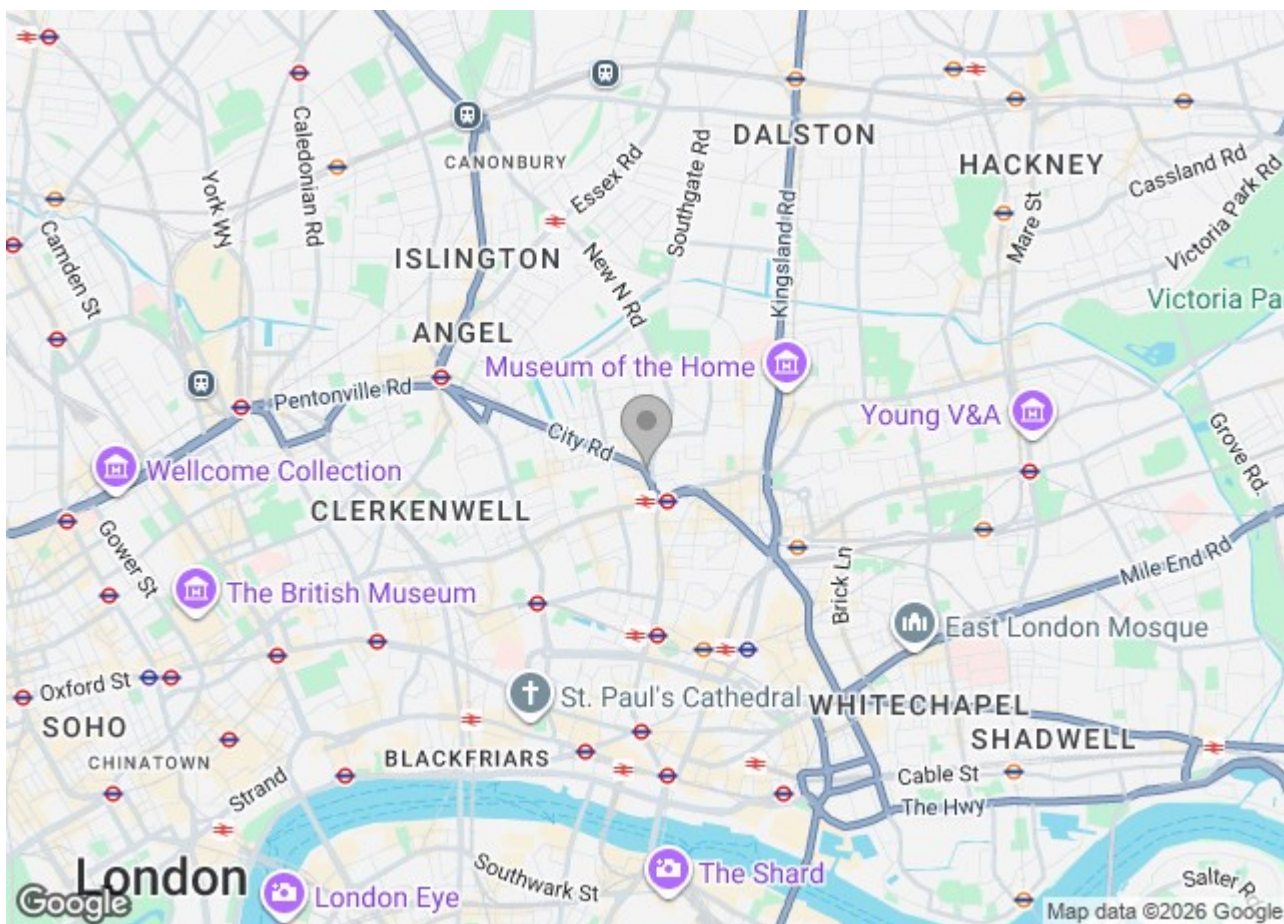 DALSTON
HACKNEY
CANONBURY
Caledonian Rd
York WY
Essex Rd
Southgate Rd
Cassland Rd
Mare St
Victoria Park Rd
Camden St
ISLINGTON
New N Rd
Kingsland Rd
Victoria Pa
ANGEL
Museum of the Home
Pentonville Rd
Young V&A
City Rd
Grove Rd.
Wellcome Collection
CLERKENWELL
Gower St
Mile End Rd
Brick Ln
The British Museum
East London Mosque
Oxford St
St. Paul's Cathedral
WHITECHAPEL
SOHO
SHADWELL
CHINATOWN
BLACKFRIARS
Cable St
Strand
The Hwy
Southwark St
The Shard
London
London Eye
Salter Ro
Google
Map data ©2026 Google